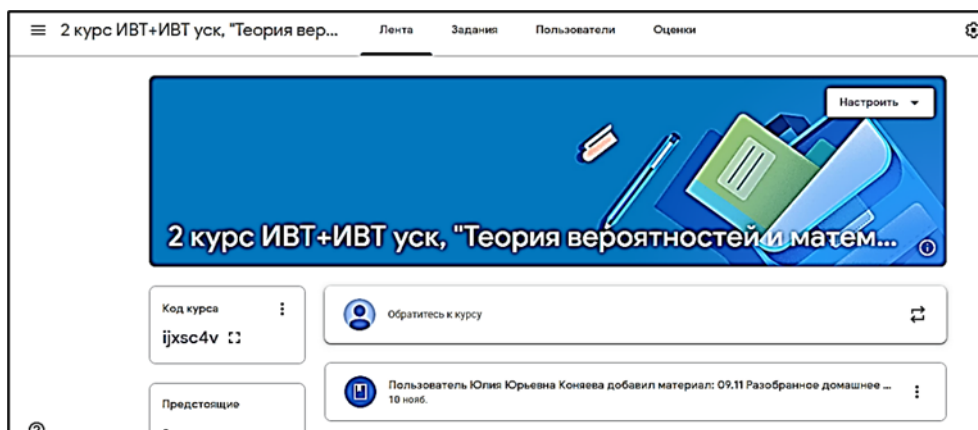 2 курс ИВТ+ИВТ уск, "Теория вер...
Лента Задания Пользователи Оценки
Настроить
2 курс ИВТ+ИВТ уск, "Теория вероятностей и матем...
Код курса
ijxsc4v
Обратитесь к курсу
Пользователь Юлия Юрьевна Коняева добавил материал: 09.11 Разобранное домашнее ...
10 нояб.
Предстоящие